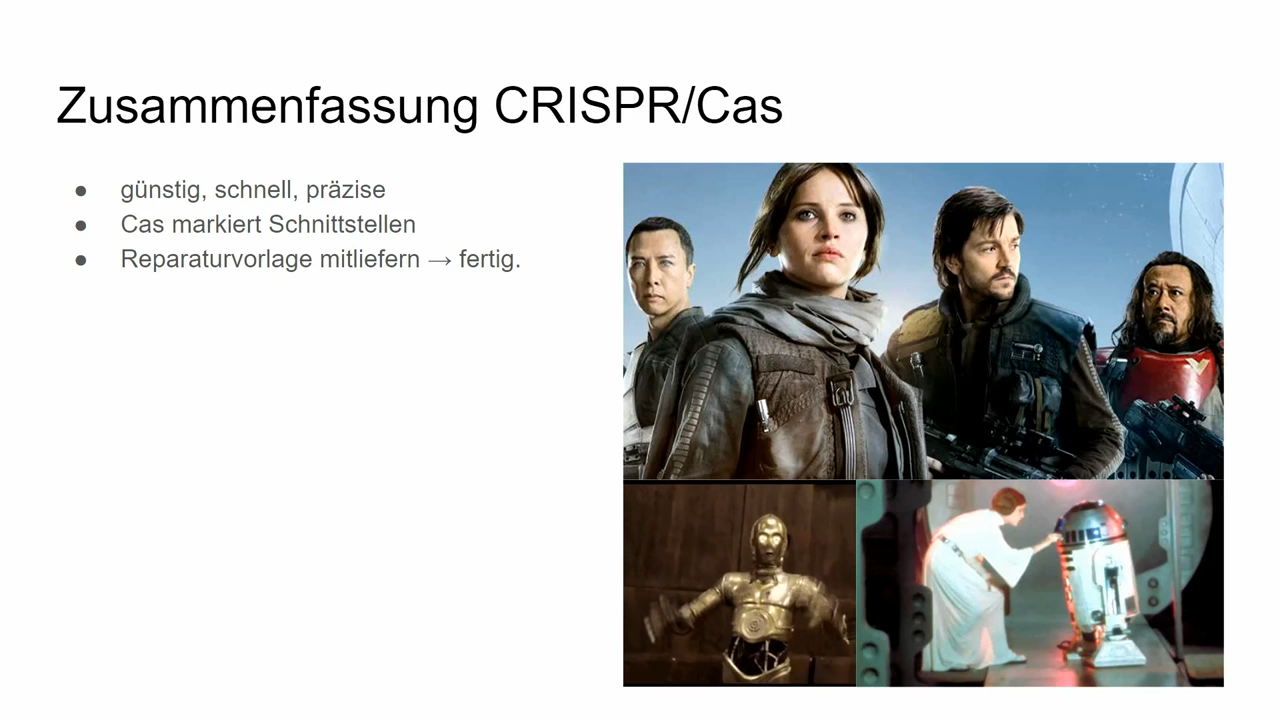 Zusammenfassung CRISPR/Cas
● günstig, schnell, präzise
● Cas markiert Schnittstellen
● Reparaturvorlage mitliefern → fertig.